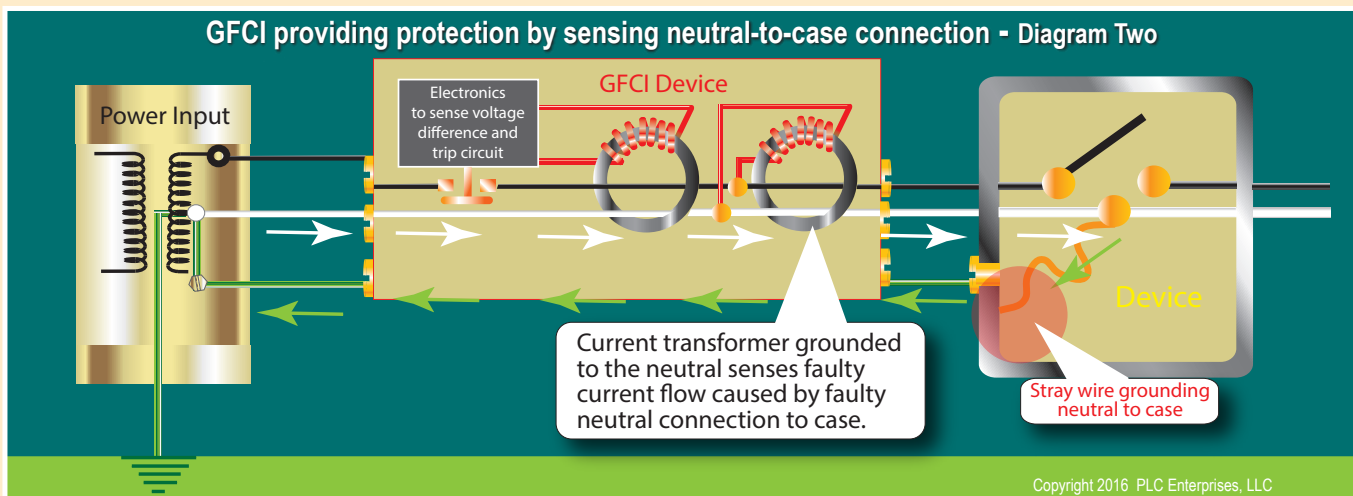 GFCI providing protection by sensing neutral-to-case connection - Diagram Two
Power Input
Electronics
to sense voltage
difference and
trip circuit
GFCI Device
Device
Current transformer grounded
to the neutral senses faulty
current flow caused by faulty
neutral connection to case.
Stray wire grounding
neutral to case
Copyright 2016 PLC Enterprises, LLC